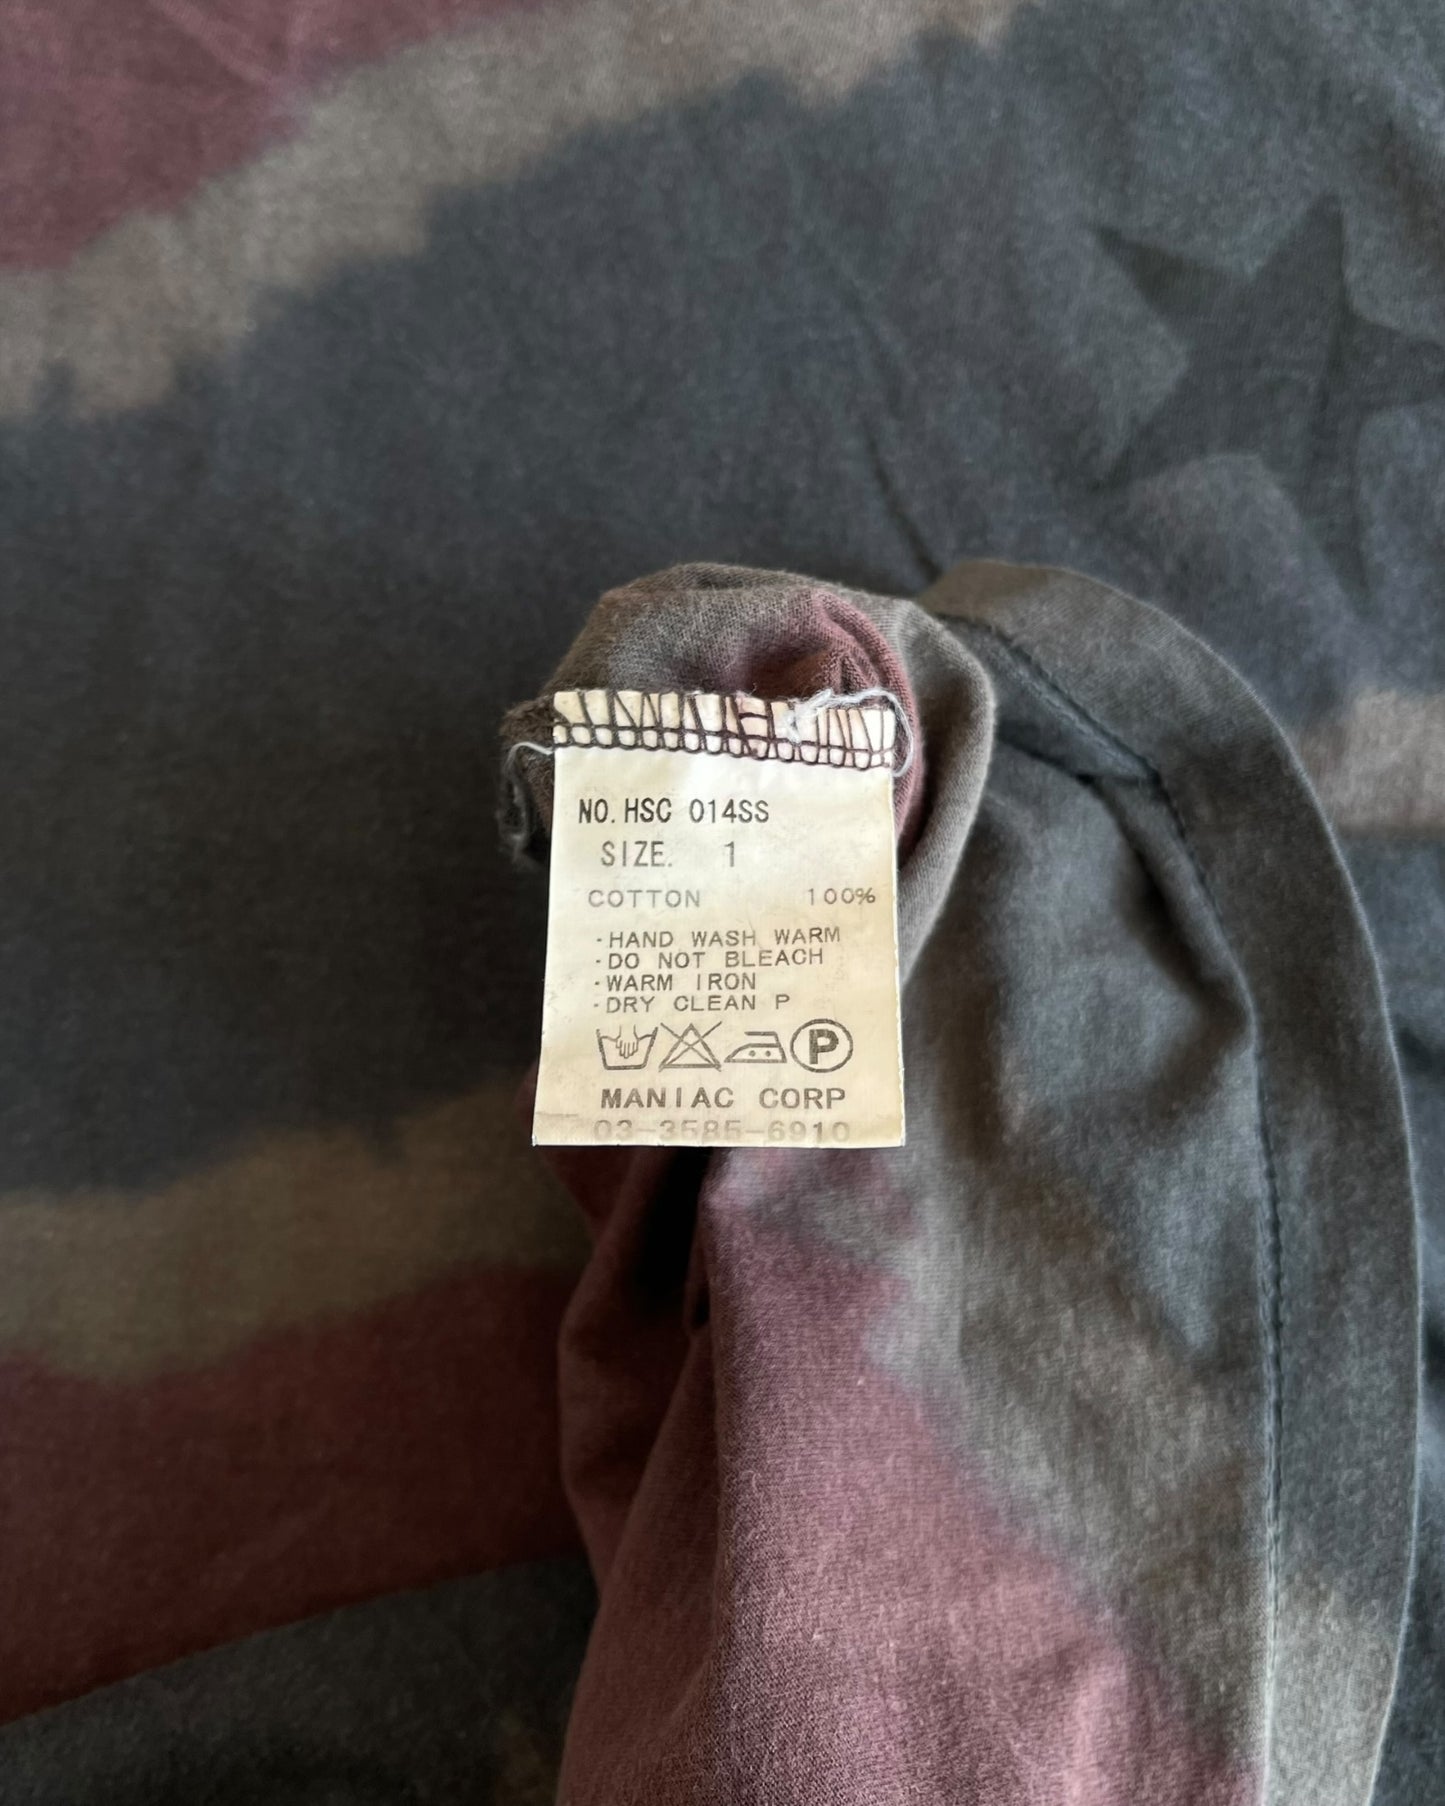 NO. HSC 014SS
SIZE. 1
COTTON 100%
·HAND WASH WARM
·DO NOT BLEACH
·WARM IRON
·DRY CLEAN P
P
MANIAC CORP
03-3585-6910